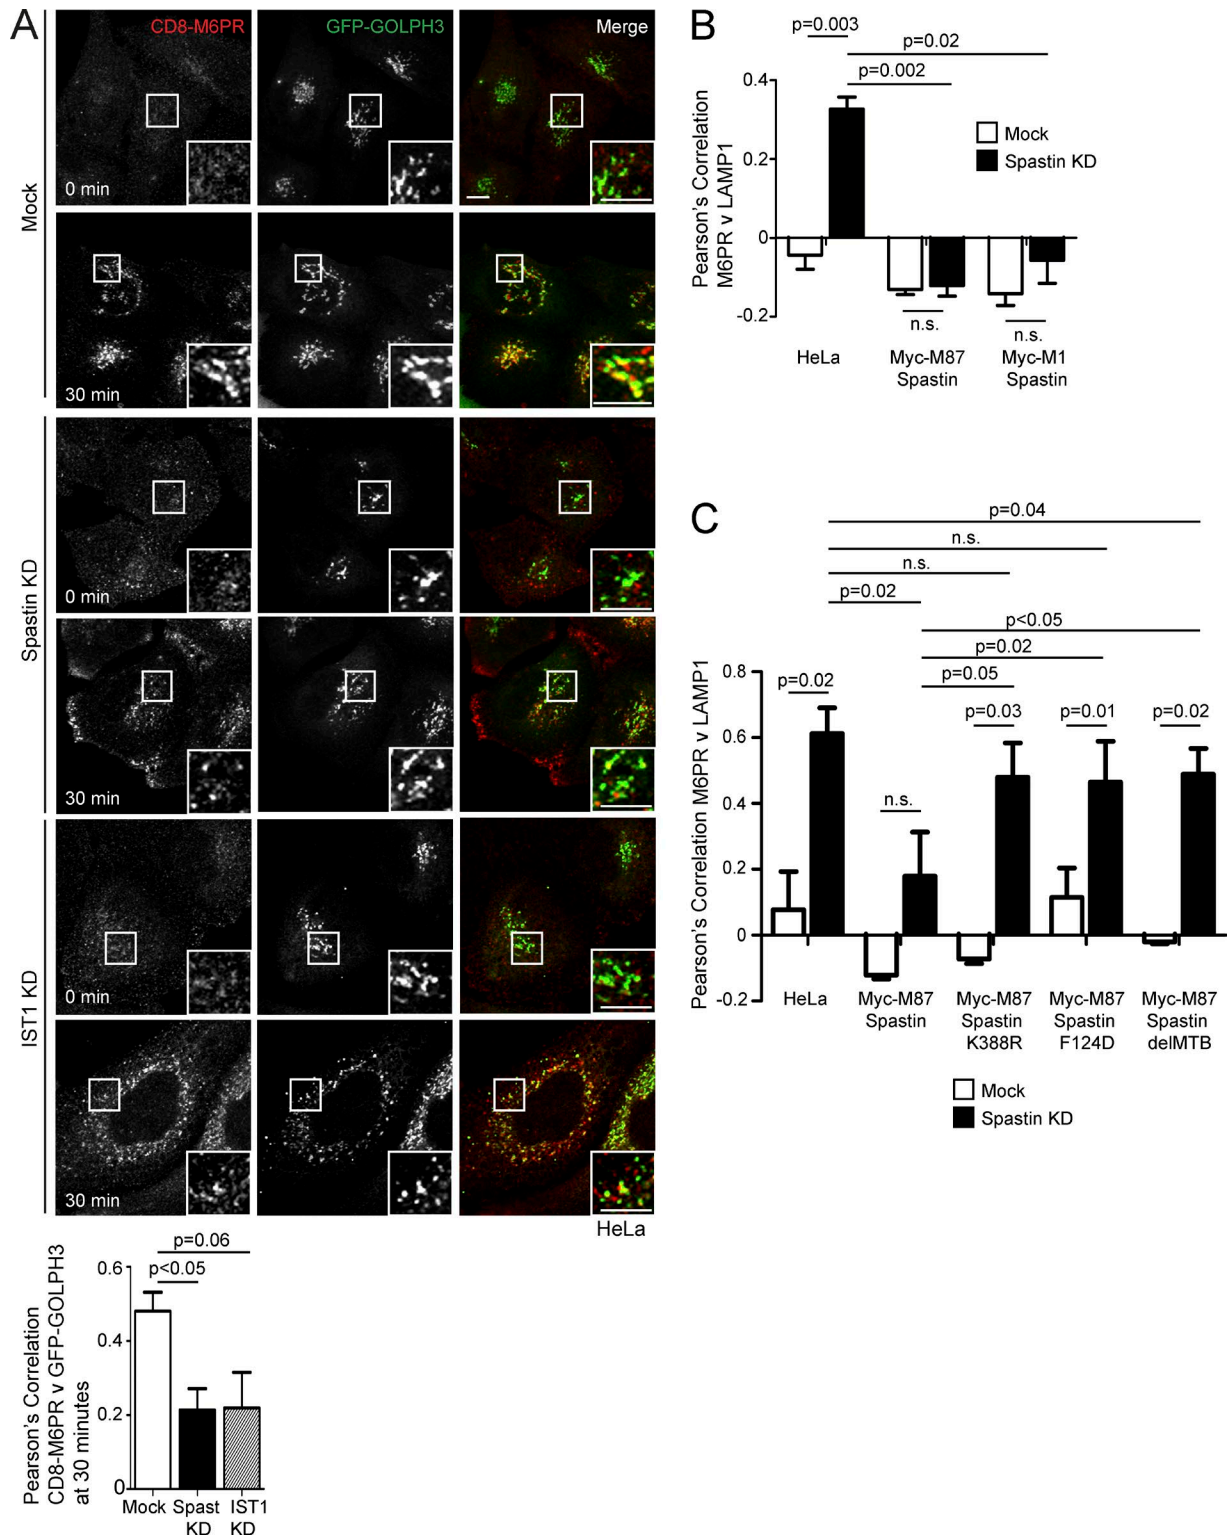 A
CD8-M6PR
GFP-GOLPH3
Merge
Mock
0 min
30 min
Spastin KD
0 min
30 min
IST1 KD
0 min
30 min
HeLa
p=0.06
p<0.05
0.6
0.4
0.2
0
Pearson's Correlation
CD8-M6PR v GFP-GOLPH3
at 30 minutes
Mock
Spast
KD
IST1
KD
B
p=0.003
p=0.02
p=0.002
0.4
0.2
0
-0.2
Pearson's Correlation
M6PR v LAMP1
Mock
Spastin KD
n.s.
n.s.
HeLa
Myc-M87
Spastin
Myc-M1
Spastin
C
p=0.04
n.s.
n.s.
p=0.02
p<0.05
p=0.02
p=0.05
p=0.02
n.s.
p=0.03
p=0.01
p=0.02
0.8
0.6
0.4
0.2
0
-0.2
Pearson's Correlation M6PR v LAMP1
HeLa
Myc-M87
Spastin
Myc-M87
Spastin
K388R
Myc-M87
Spastin
F124D
Myc-M87
Spastin
delMTB
Mock
Spastin KD